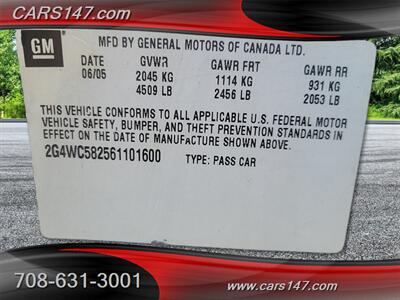 CARS147.com
GM
MFD BY GENERAL MOTORS OF CANADA LTD.
DATE GVWR GAWR FRT GAWR RR
06/05 2045 KG 1114 KG 931 KG
4509 LB 2456 LB 2053 LB
THIS VEHICLE CONFORMS TO ALL APPLICABLE U.S. FEDERAL MOTOR
VEHICLE SAFETY, BUMPER, AND THEFT PREVENTION STANDARDS IN
EFFECT ON THE DATE OF MANUFACTURE SHOWN ABOVE.
2G4WC582561101600 TYPE: PASS CAR
708-631-3001
cars147.com